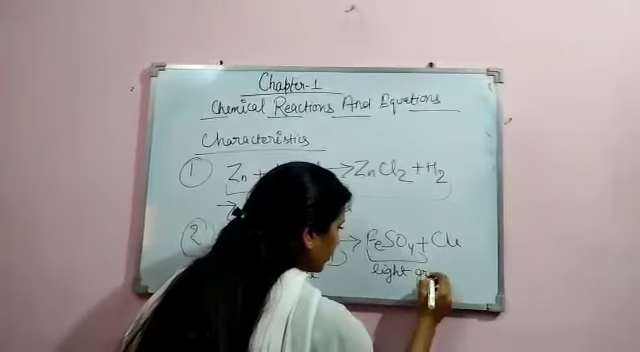 Chapter-1
Chemical Reactions And Equations
Characteristics
① Zn + → ZnCl2 + H2
→
② → FeSO4 + Cu
light